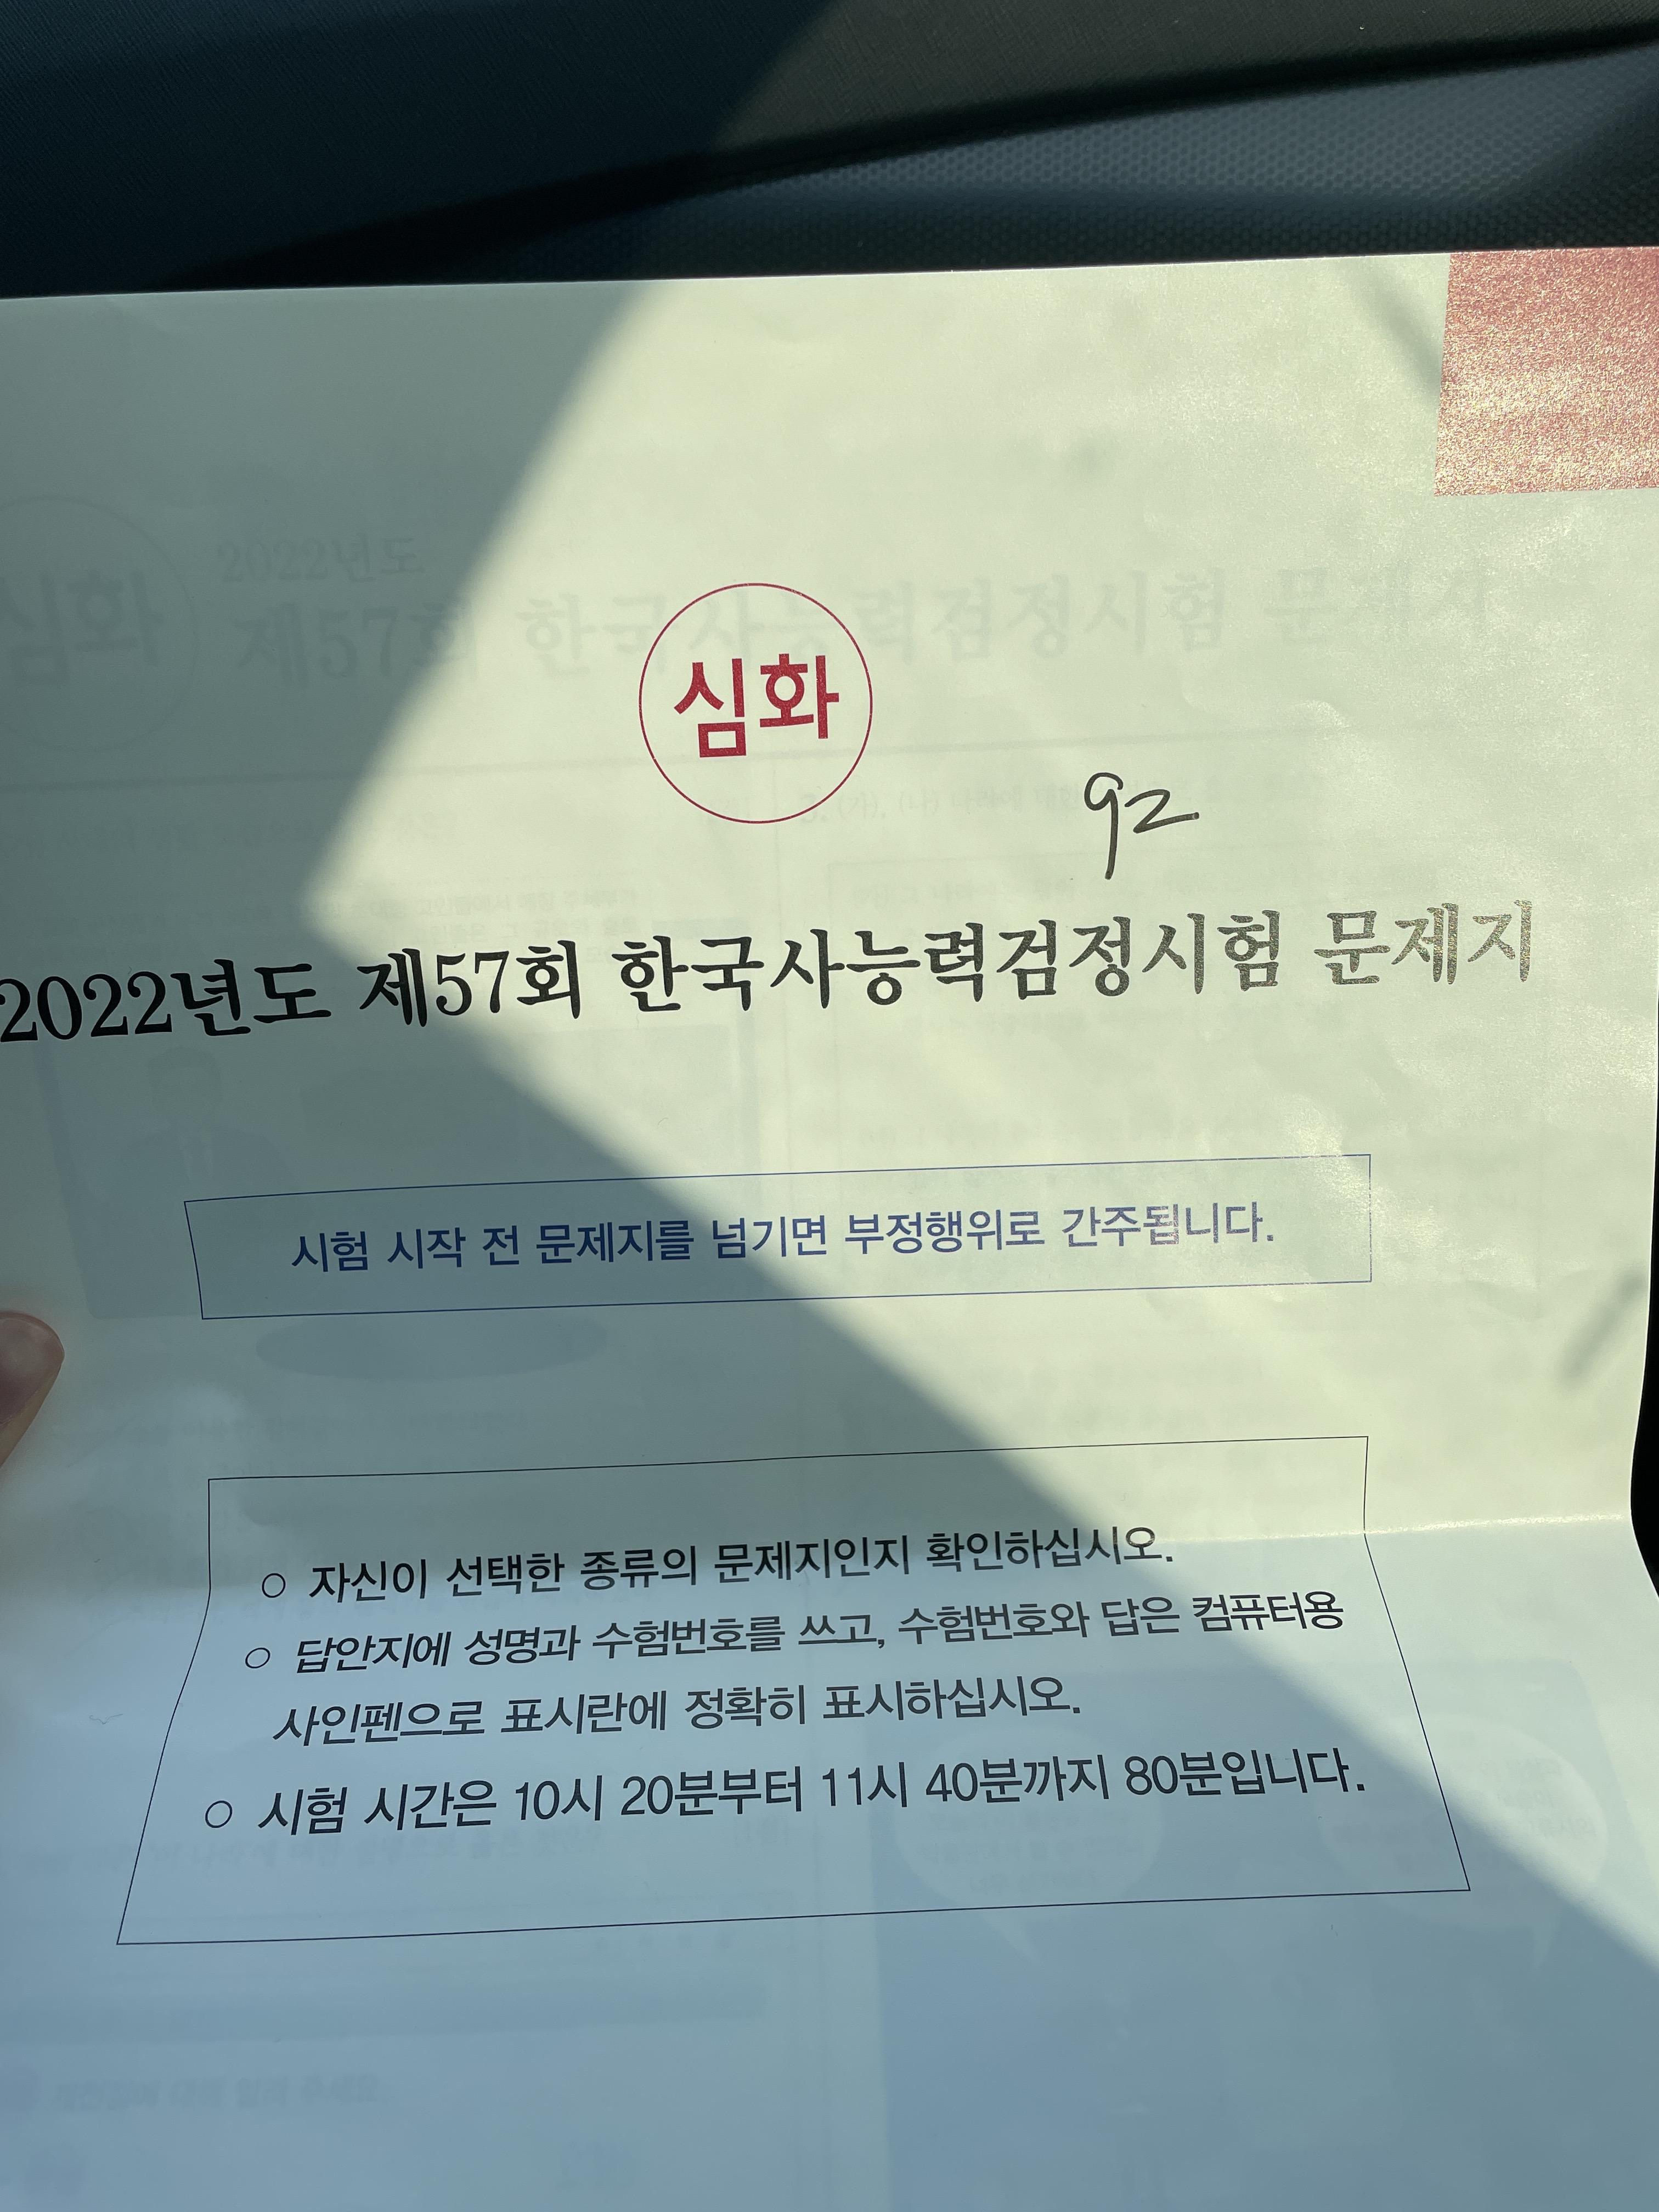 심화
92
2022년도 제57회 한국사능력검정시험 문제지
시험 시작 전 문제지를 넘기면 부정행위로 간주됩니다.
○ 자신이 선택한 종류의 문제지인지 확인하십시오.
○ 답안지에 성명과 수험번호를 쓰고, 수험번호와 답은 컴퓨터용
사인펜으로 표시란에 정확히 표시하십시오.
○ 시험 시간은 10시 20분부터 11시 40분까지 80분입니다.